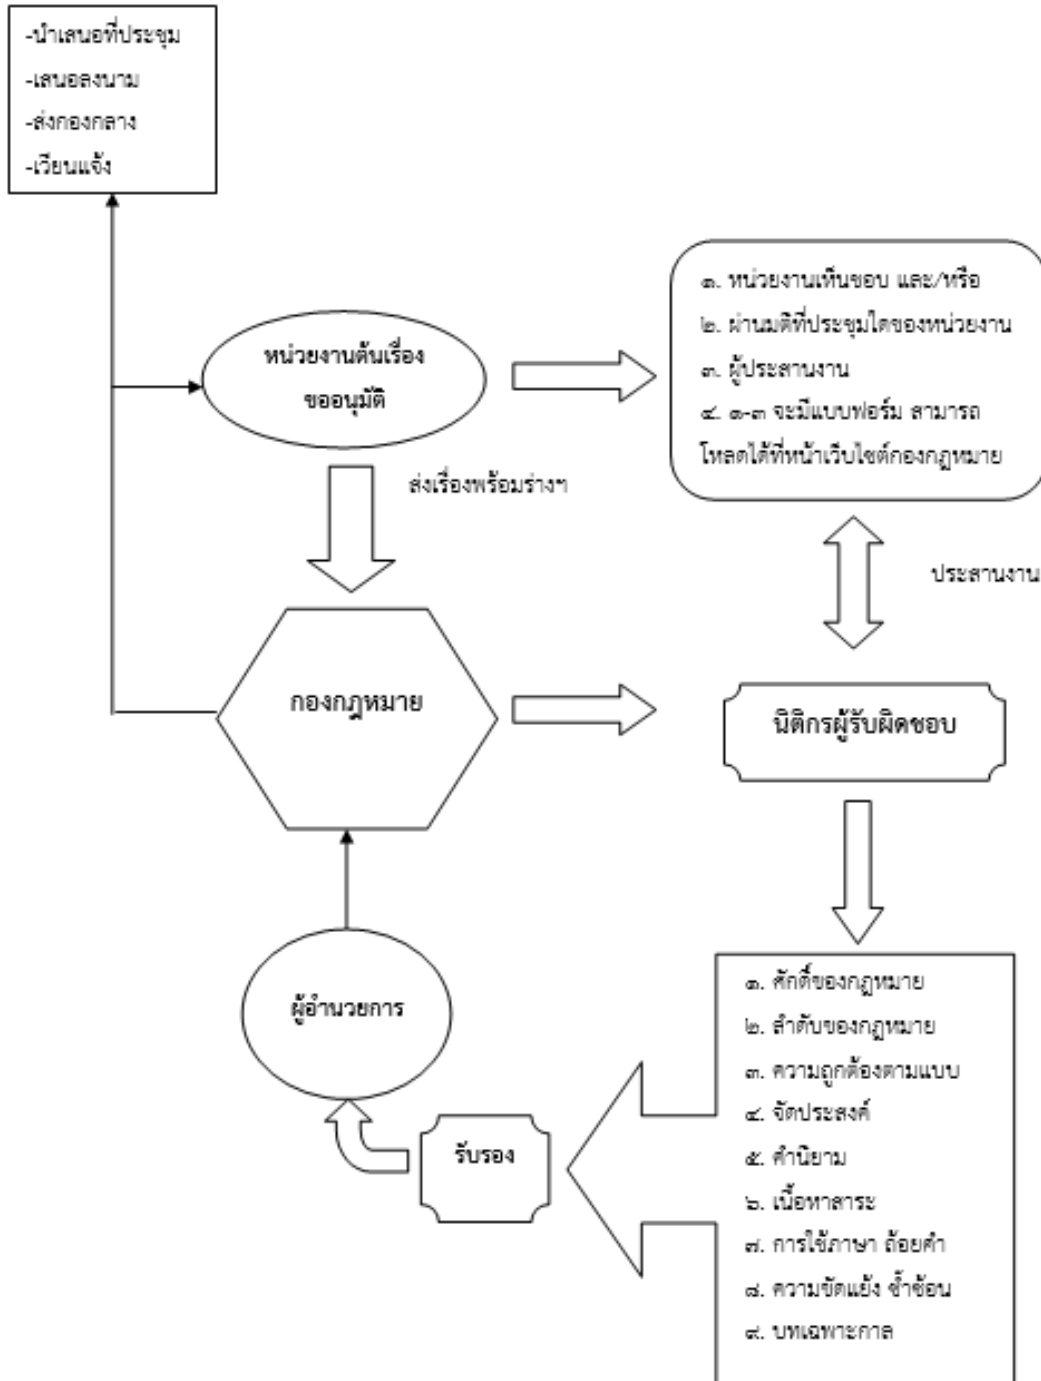 -นำเสนอที่ประชุม
-เสนอลงนาม
-ส่งกองกลาง
-เวียนแจ้ง
หน่วยงานต้นเรื่อง
ขออนุมัติ
๑. หน่วยงานเห็นชอบ และ/หรือ
๒. ผ่านมติที่ประชุมใดของหน่วยงาน
๓. ผู้ประสานงาน
๔. ๑-๓ จะมีแบบฟอร์ม สามารถ
โหลดได้ที่หน้าเว็บไซต์กองกฎหมาย
ส่งเรื่องพร้อมร่างฯ
ประสานงาน
กองกฎหมาย
นิติกรผู้รับผิดชอบ
ผู้อำนวยการ
รับรอง
๑. ศักดิ์ของกฎหมาย
๒. ลำดับของกฎหมาย
๓. ความถูกต้องตามแบบ
๔. จัดประสงค์
๕. คำนิยาม
๖. เนื้อหาสาระ
๗. การใช้ภาษา ถ้อยคำ
๘. ความขัดแย้ง ซ้ำซ้อน
๙. บทเฉพาะกาล